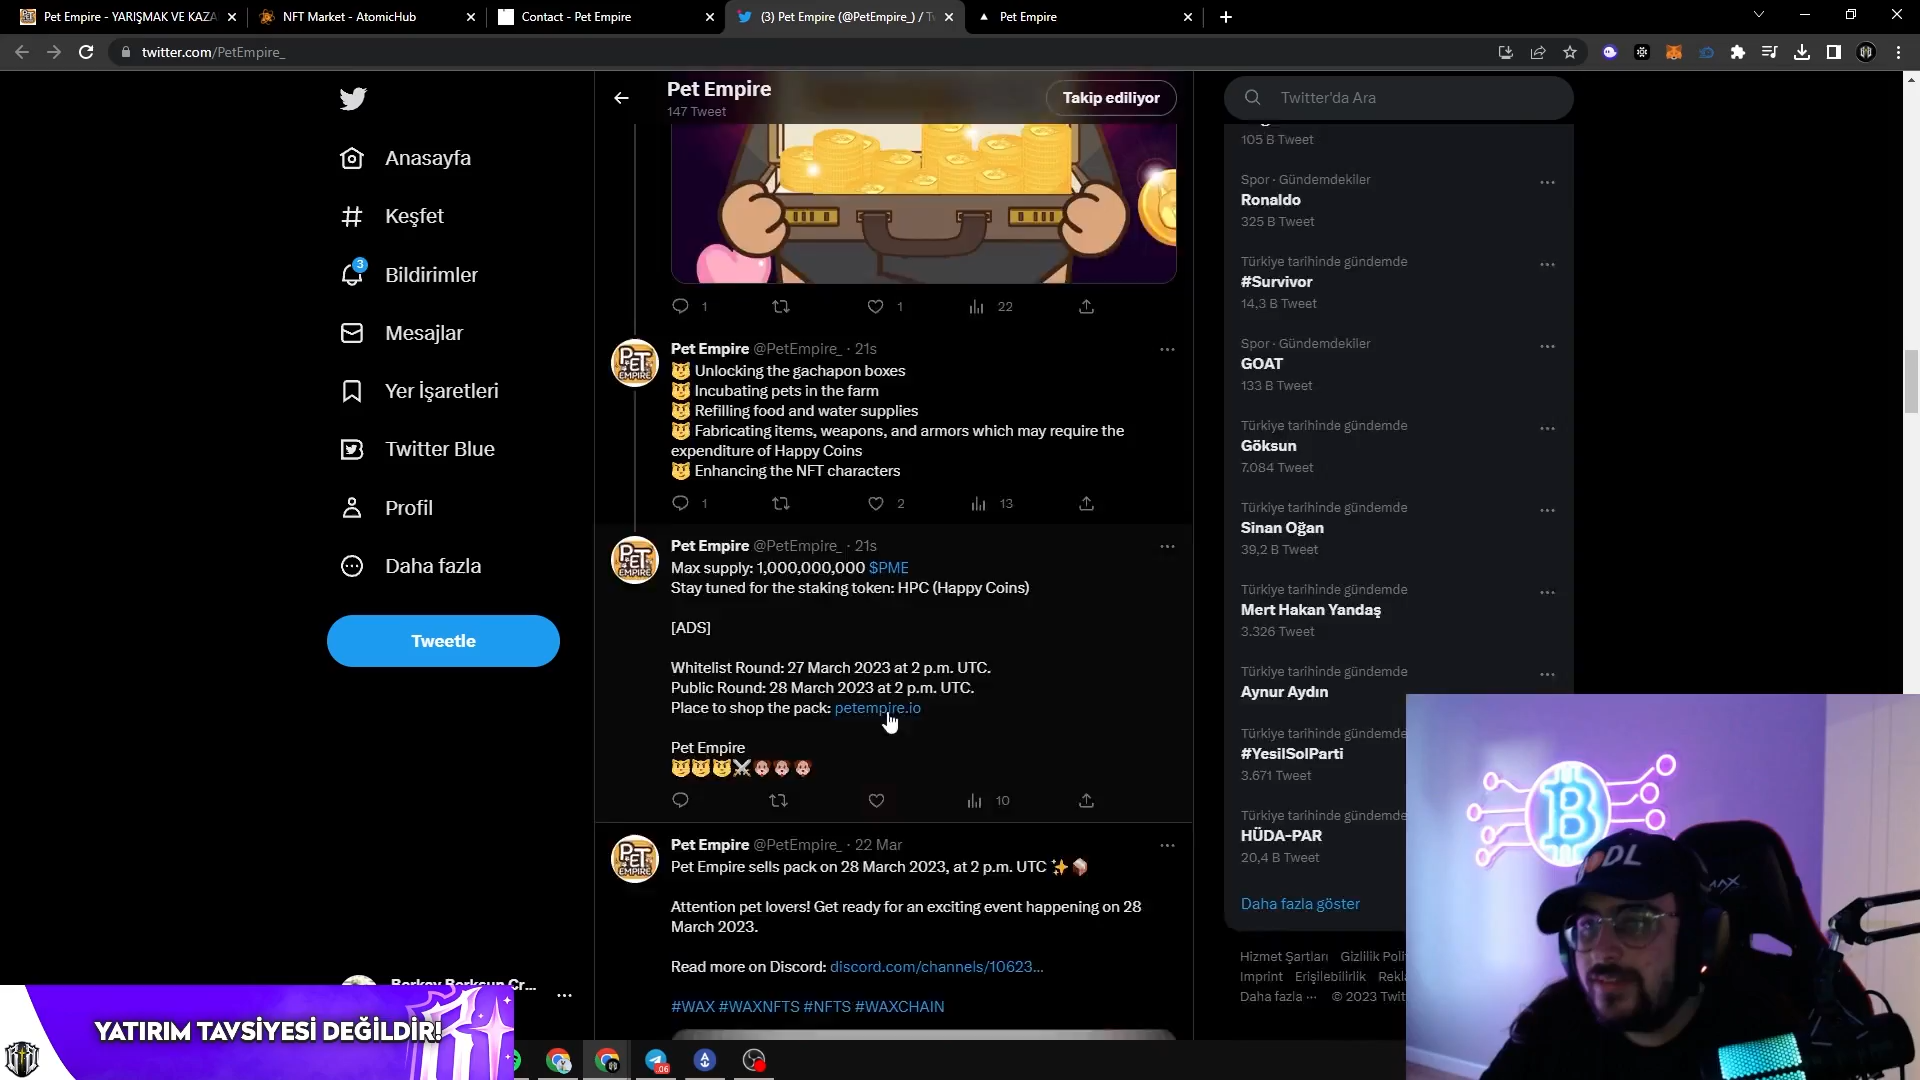 Pet Empire - YARIŞMAK VE KAZA
NFT Market - AtomicHub
Contact - Pet Empire
(3) Pet Empire (@PetEmpire_) / Tw
Pet Empire
twitter.com/PetEmpire_
Pet Empire
147 Tweet
Takip ediliyor
Twitter'da Ara
Anasayfa
Keşfet
3
Bildirimler
Mesajlar
Yer İşaretleri
Twitter Blue
Profil
Daha fazla
Tweetle
1
1
22
Pet Empire @PetEmpire_ · 21s
Unlocking the gachapon boxes
Incubating pets in the farm
Refilling food and water supplies
Fabricating items, weapons, and armors which may require the
expenditure of Happy Coins
Enhancing the NFT characters
1
2
13
Pet Empire @PetEmpire_ · 21s
Max supply: 1,000,000,000 $PME
Stay tuned for the staking token: HPC (Happy Coins)
[ADS]
Whitelist Round: 27 March 2023 at 2 p.m. UTC.
Public Round: 28 March 2023 at 2 p.m. UTC.
Place to shop the pack: petempire.io
Pet Empire
10
Pet Empire @PetEmpire_ · 22 Mar
Pet Empire sells pack on 28 March 2023, at 2 p.m. UTC
Attention pet lovers! Get ready for an exciting event happening on 28
March 2023.
Read more on Discord: discord.com/channels/10623...
#WAX #WAXNFTS #NFTS #WAXCHAIN
105 B Tweet
Spor · Gündemdekiler
Ronaldo
325 B Tweet
Türkiye tarihinde gündemde
#Survivor
14,3 B Tweet
Spor · Gündemdekiler
GOAT
133 B Tweet
Türkiye tarihinde gündemde
Göksun
7.084 Tweet
Türkiye tarihinde gündemde
Sinan Oğan
39,2 B Tweet
Türkiye tarihinde gündemde
Mert Hakan Yandaş
3.326 Tweet
Türkiye tarihinde gündemde
Aynur Aydın
Türkiye tarihinde gündemde
#YesilSolParti
3.671 Tweet
Türkiye tarihinde gündemde
HÜDA-PAR
20,4 B Tweet
Daha fazla göster
Hizmet Şartları Gizlilik Poli
Imprint Erişilebilirlik Rekla
Daha fazla ··· © 2023 Twit
YATIRIM TAVSİYESİ DEĞİLDİR!